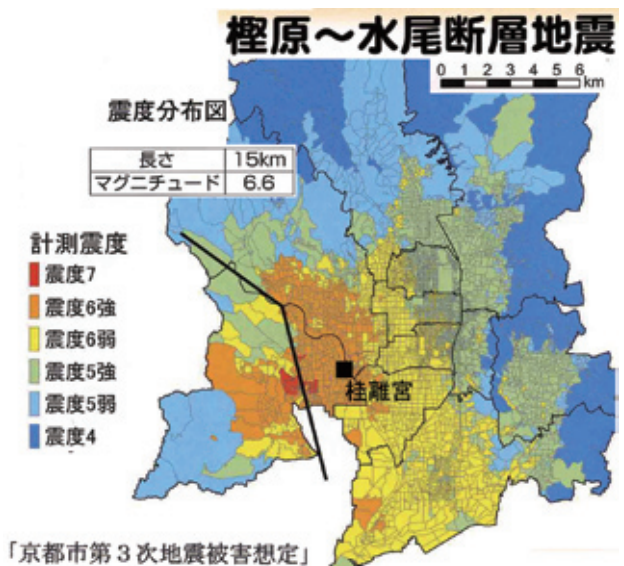 樫原～水尾断層地震
0 1 2 3 4 5 6
km
震度分布図
長さ 15km
マグニチュード 6.6
計測震度
震度7
震度6強
震度6弱
震度5強
震度5弱
震度4
桂離宮
「京都市第３次地震被害想定」